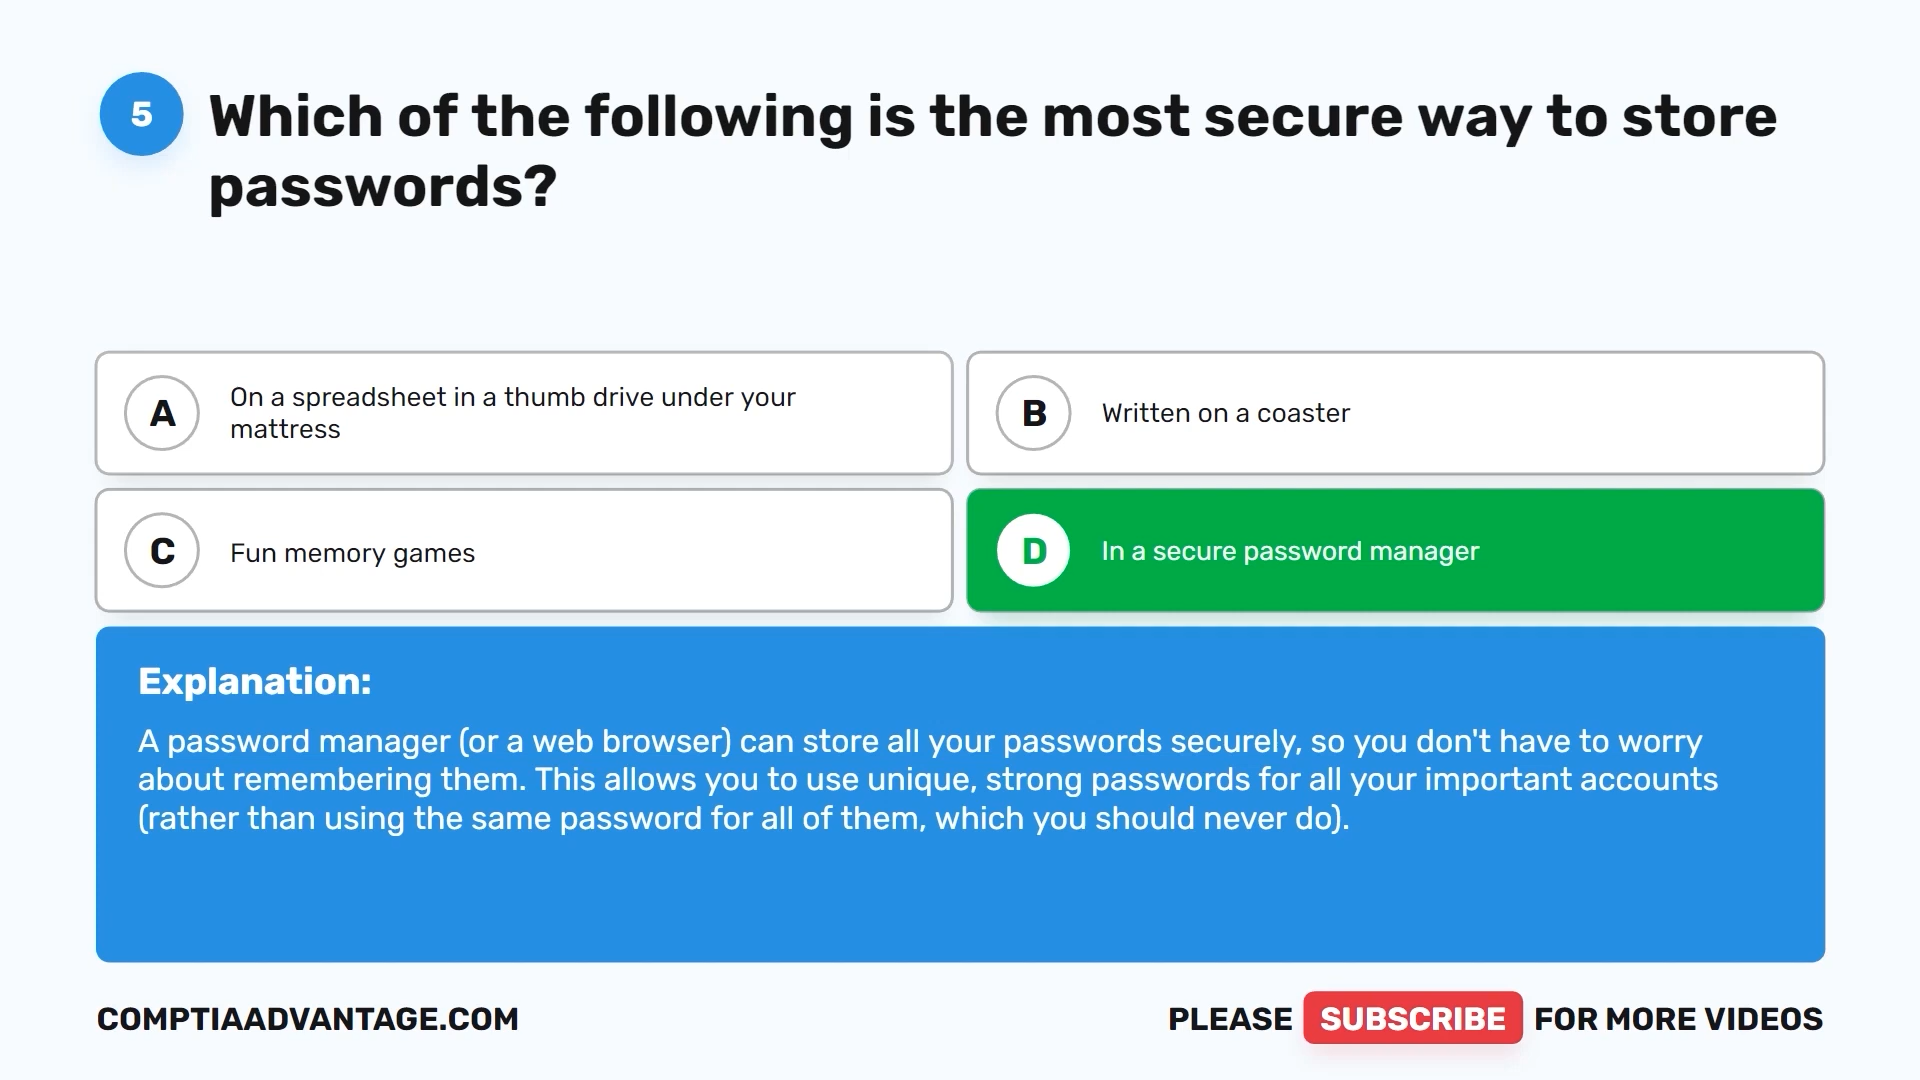 5
Which of the following is the most secure way to store
passwords?
A
On a spreadsheet in a thumb drive under your
mattress
B
Written on a coaster
C
Fun memory games
D
In a secure password manager
Explanation:
A password manager (or a web browser) can store all your passwords securely, so you don't have to worry
about remembering them. This allows you to use unique, strong passwords for all your important accounts
(rather than using the same password for all of them, which you should never do).
COMPTIAADVANTAGE.COM
PLEASE SUBSCRIBE FOR MORE VIDEOS